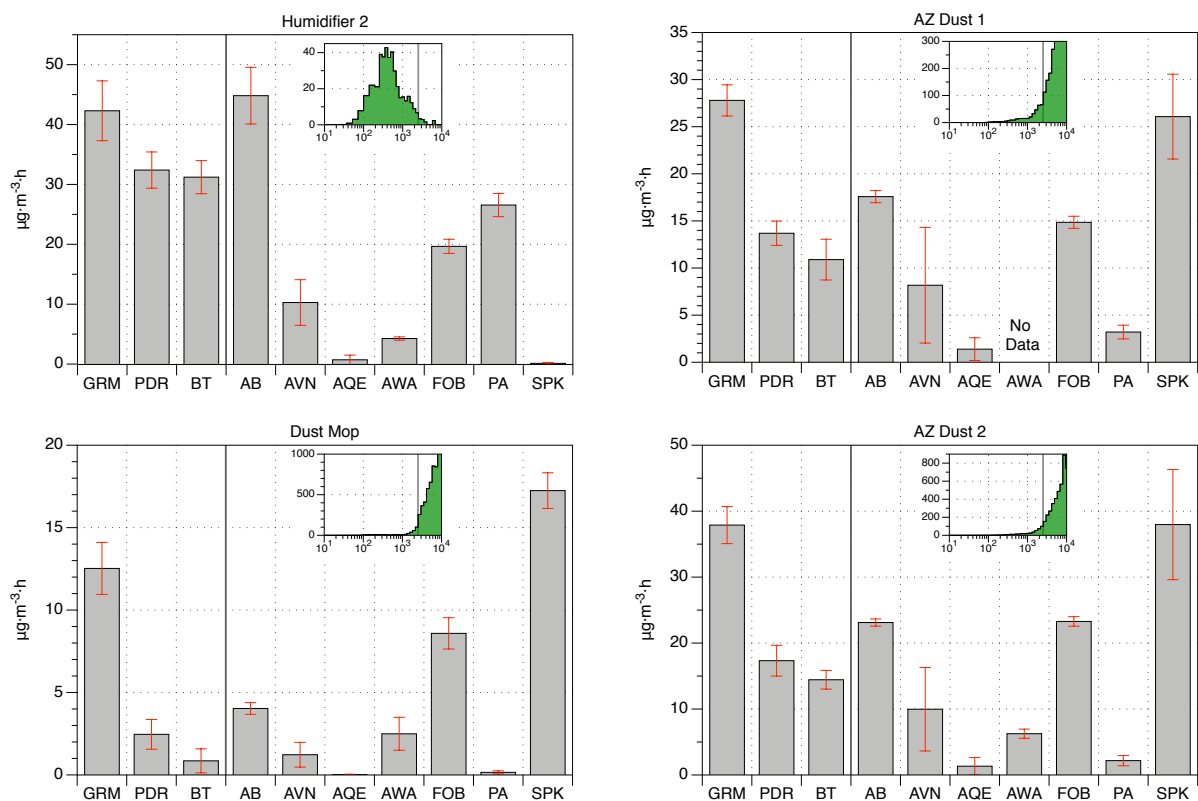 Humidifier 2
µg·m⁻³·h
50
40
30
20
10
0
40
20
0
10¹ 10² 10³ 10⁴
GRM PDR BT AB AVN AQE AWA FOB PA SPK
AZ Dust 1
µg·m⁻³·h
35
30
25
20
15
10
5
0
300
200
100
0
10¹ 10² 10³ 10⁴
No
Data
GRM PDR BT AB AVN AQE AWA FOB PA SPK
Dust Mop
µg·m⁻³·h
20
15
10
5
0
1000
500
0
10¹ 10² 10³ 10⁴
GRM PDR BT AB AVN AQE AWA FOB PA SPK
AZ Dust 2
µg·m⁻³·h
50
40
30
20
10
0
800
600
400
200
0
10¹ 10² 10³ 10⁴
GRM PDR BT AB AVN AQE AWA FOB PA SPK